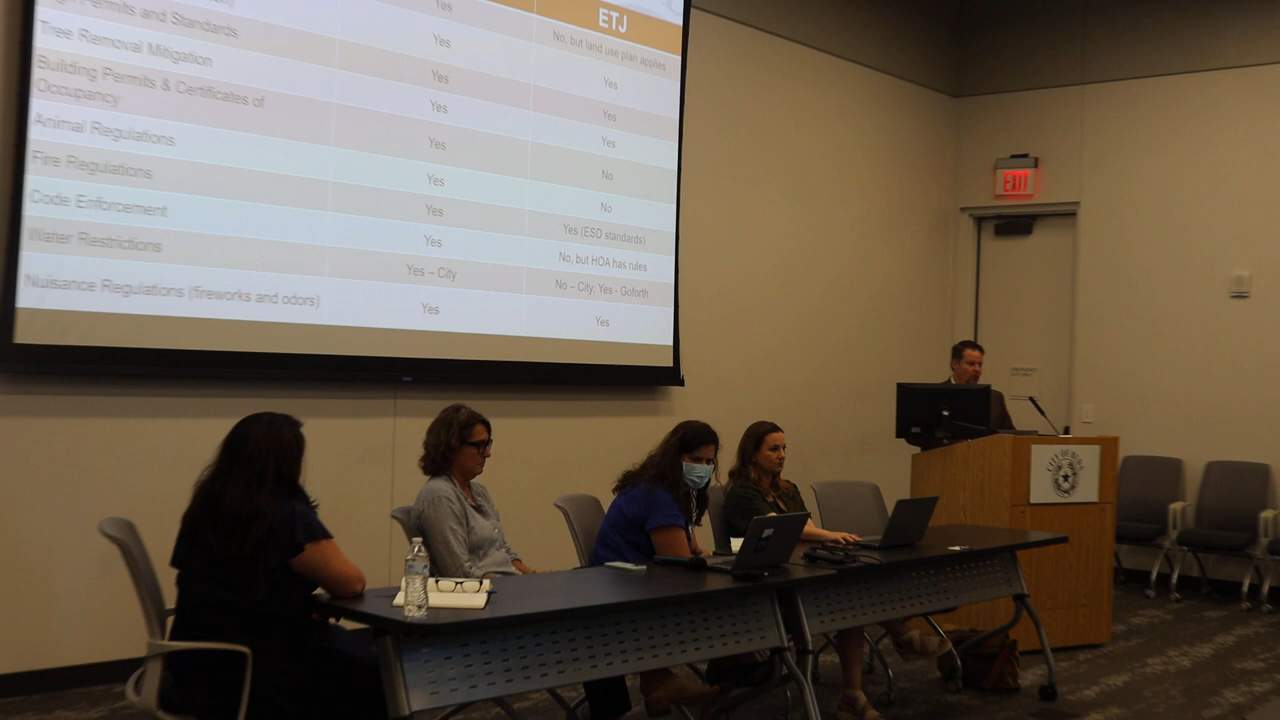 ETJ
Yes
No, but land use plan applies
Yes
Yes
Permits and Standards
Yes
Yes
Tree Removal Mitigation
Yes
Yes
Building Permits & Certificates of
Occupancy
Yes
No
Animal Regulations
Yes
No
Fire Regulations
Yes
Yes (ESD standards)
Code Enforcement
Yes
No, but HOA has rules
Water Restrictions
Yes – City
No – City; Yes - Goforth
Nuisance Regulations (fireworks and odors)
Yes
Yes
EXIT